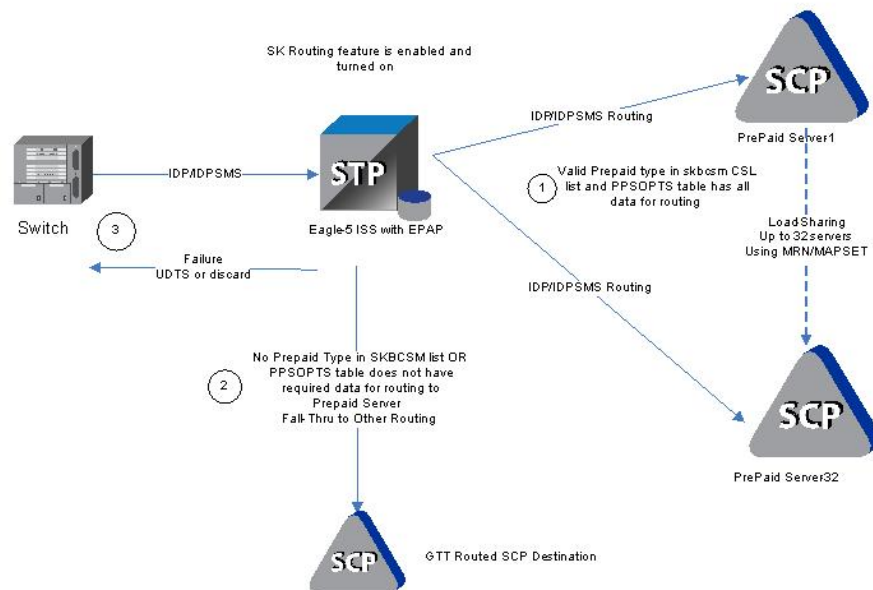 SK Routing feature is enabled and
turned on
SCP
PrePaid Server1
IDP/IDPSMS Routing
IDP/IDPSMS
STP
Eagle-5 ISS with EPAP
Switch
3
Failure
UDTS or discard
1
Valid Prepaid type in skbcsm CSL
list and PPSOPTS table has all
data for routing
Load Sharing
Up to 32 servers
Using MRN/MAPSET
IDP/IDPSMS Routing
2
No Prepaid Type in SKBCSM list OR
PPSOPTS table does not have
required data for routing to
Prepaid Server
Fall-Thru to Other Routing
SCP
PrePaid Server32
SCP
GTT Routed SCP Destination